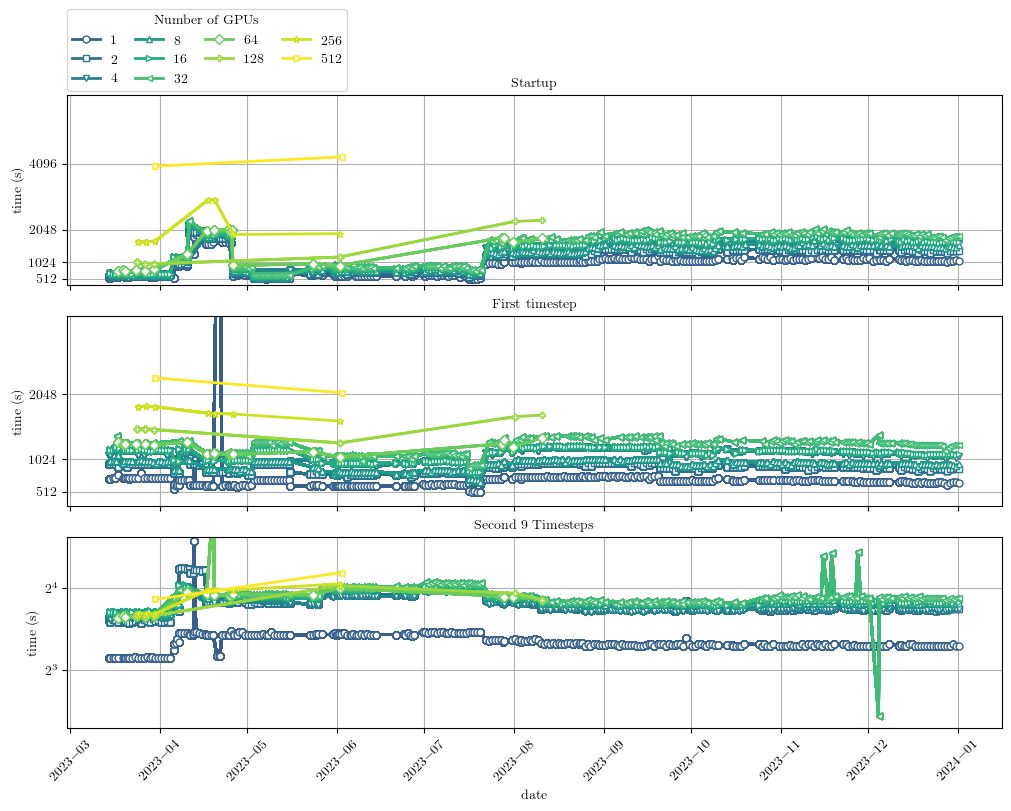 Number of GPUs
1 8 64 256
2 16 128 512
4 32
Startup
time (s)
4096
2048
1024
512
First timestep
time (s)
2048
1024
512
Second 9 Timesteps
time (s)
2^4
2^3
2023-03 2023-04 2023-05 2023-06 2023-07 2023-08 2023-09 2023-10 2023-11 2023-12 2024-01
date